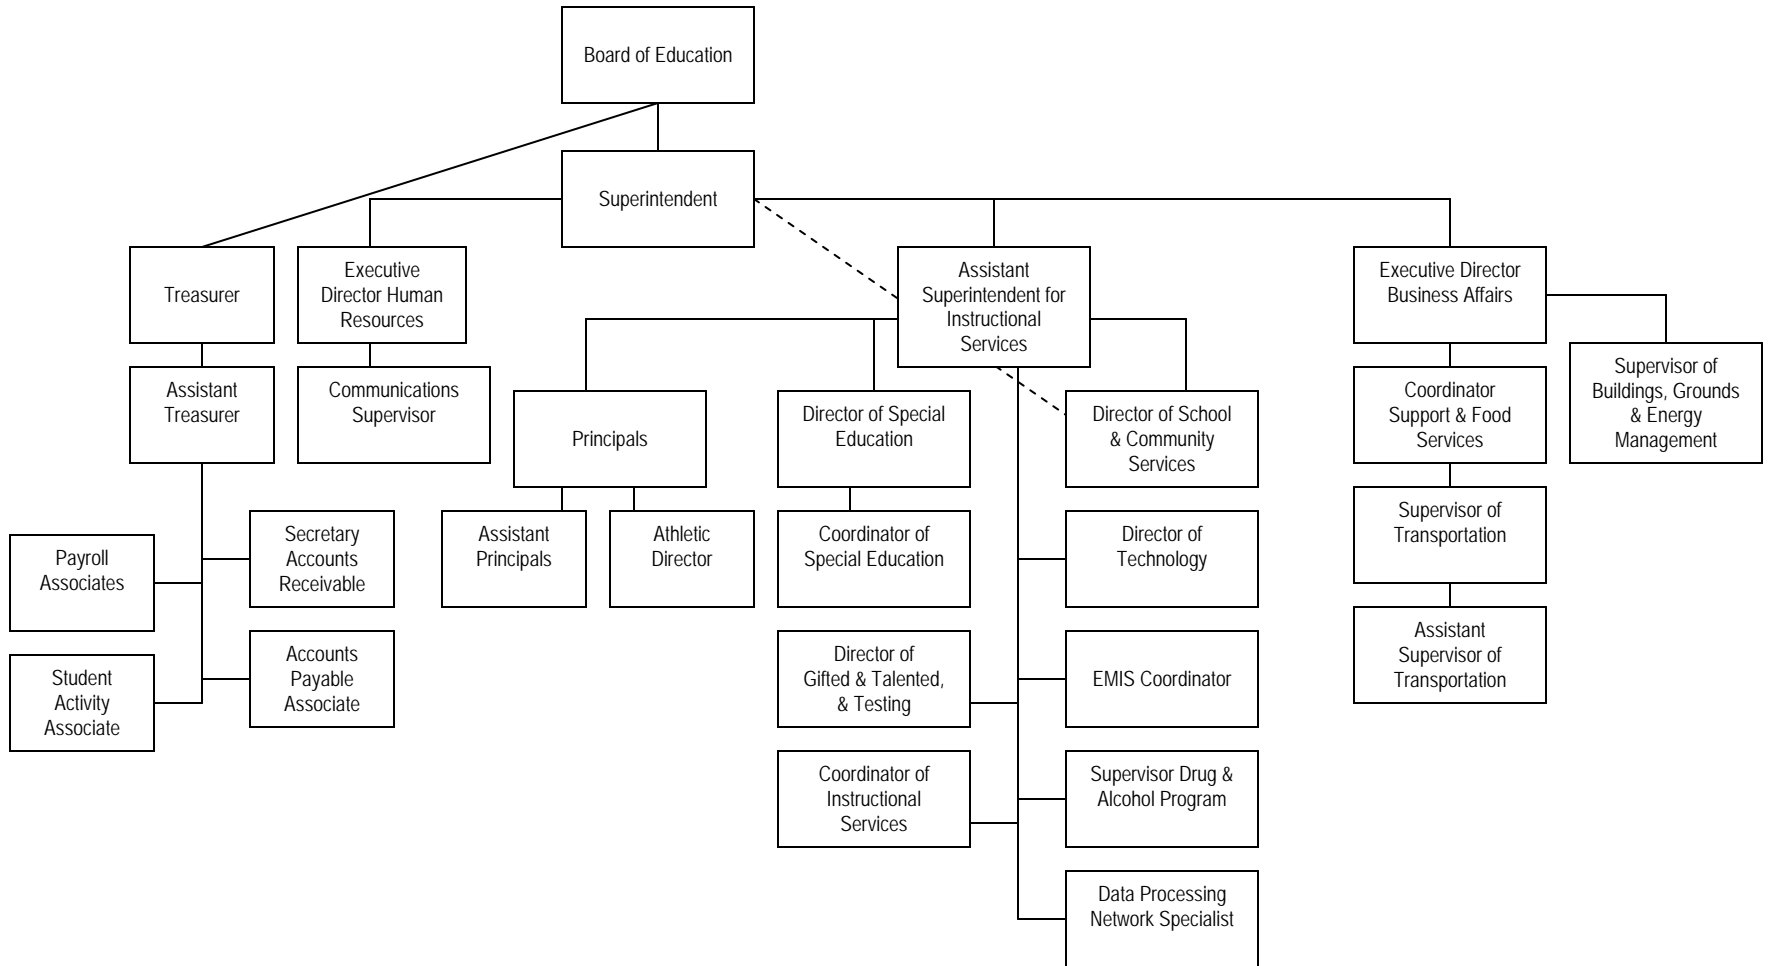 Board of Education
Superintendent
Treasurer
Executive
Director Human
Resources
Assistant
Superintendent for
Instructional
Services
Executive Director
Business Affairs
Assistant
Treasurer
Communications
Supervisor
Principals
Director of Special
Education
Director of School
& Community
Services
Coordinator
Support & Food
Services
Supervisor of
Buildings, Grounds
& Energy
Management
Payroll
Associates
Secretary
Accounts
Receivable
Assistant
Principals
Athletic
Director
Coordinator of
Special Education
Director of
Technology
Supervisor of
Transportation
Student
Activity
Associate
Accounts
Payable
Associate
Director of
Gifted & Talented,
& Testing
EMIS Coordinator
Assistant
Supervisor of
Transportation
Coordinator of
Instructional
Services
Supervisor Drug &
Alcohol Program
Data Processing
Network Specialist